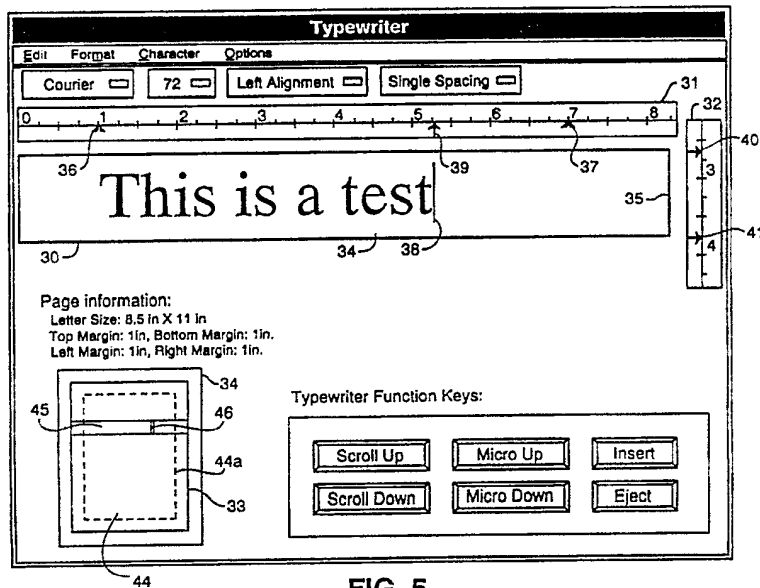 Typewriter
Edit Format Character Options
Courier 72 Left Alignment Single Spacing
31
32
0 1 2 3 4 5 6 7 8
36 39 37
40
3
This is a test
35
41
4
30 34 38
Page information:
Letter Size: 8.5 in X 11 in
Top Margin: 1in, Bottom Margin: 1in.
Left Margin: 1in, Right Margin: 1in.
34
Typewriter Function Keys:
45 46
Scroll Up Micro Up Insert
44a
33
Scroll Down Micro Down Eject
44
FIG. 5